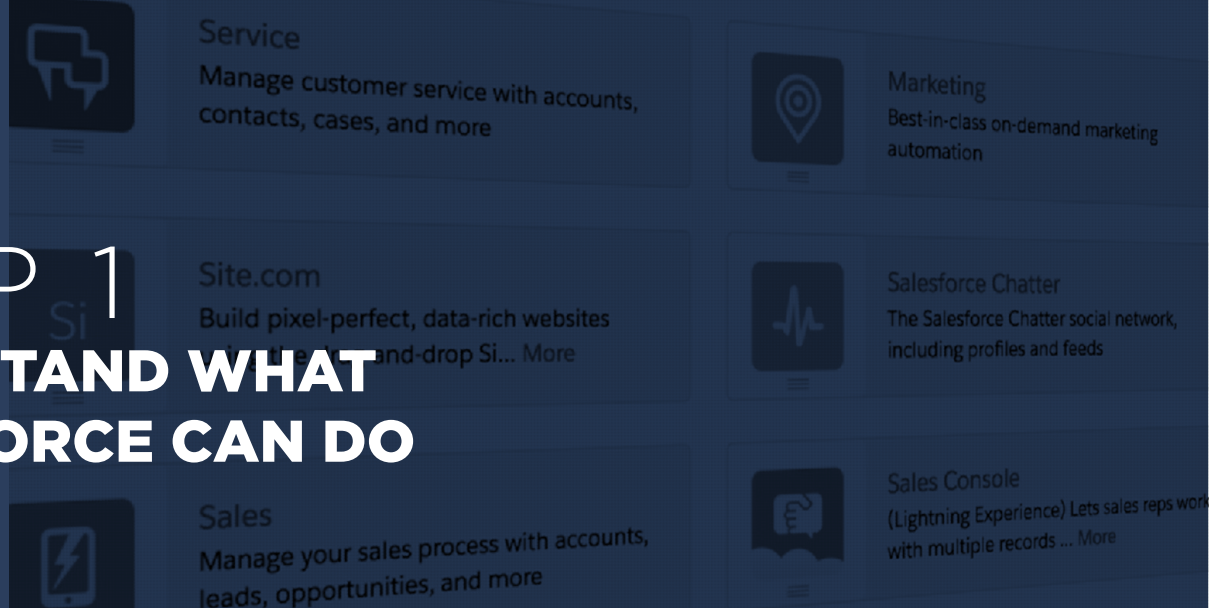 Service
Manage customer service with accounts,
contacts, cases, and more
Marketing
Best-in-class on-demand marketing
automation
P 1
Si
Site.com
Build pixel-perfect, data-rich websites
and-drop Si... More
Salesforce Chatter
The Salesforce Chatter social network,
including profiles and feeds
TAND WHAT
ORCE CAN DO
Sales
Manage your sales process with accounts,
leads, opportunities, and more
Sales Console
(Lightning Experience) Lets sales reps work
with multiple records ... More